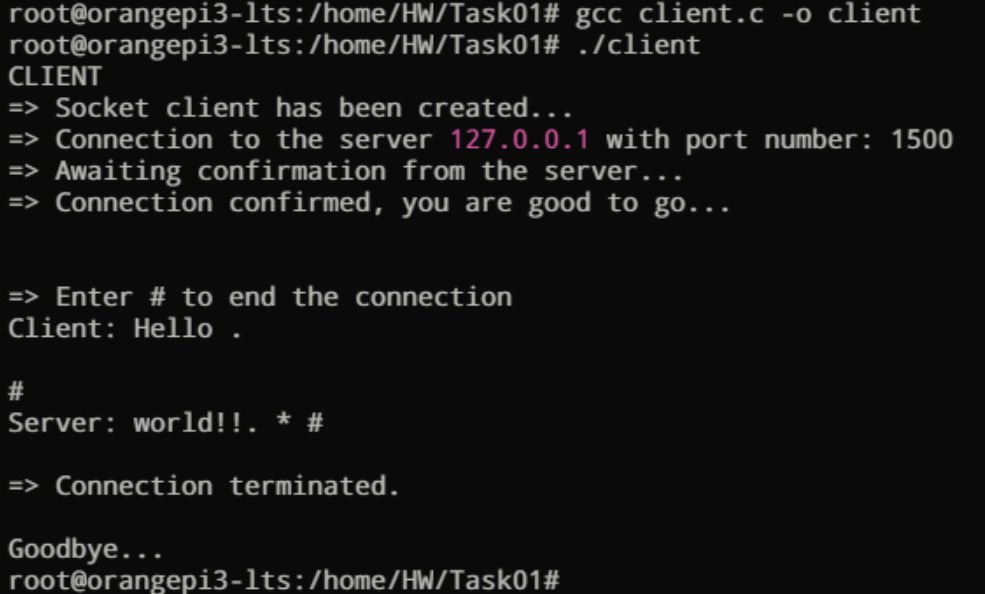 root@orangepi3-lts:/home/HW/Task01# gcc client.c -o client
root@orangepi3-lts:/home/HW/Task01# ./client
CLIENT
=> Socket client has been created...
=> Connection to the server 127.0.0.1 with port number: 1500
=> Awaiting confirmation from the server...
=> Connection confirmed, you are good to go...
=> Enter # to end the connection
Client: Hello .
#
Server: world!!. * #
=> Connection terminated.
Goodbye...
root@orangepi3-lts:/home/HW/Task01#